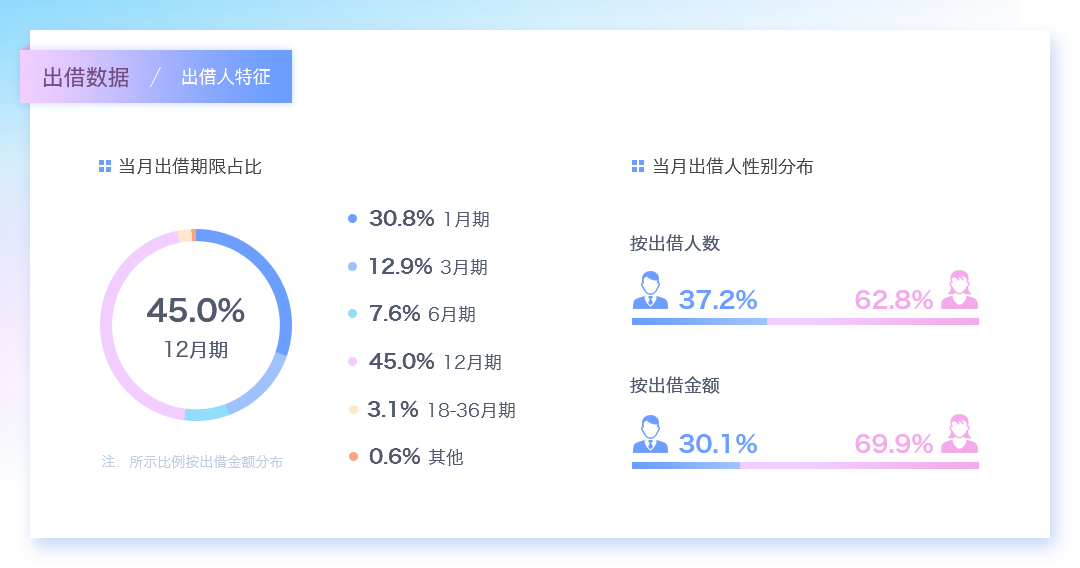 出借数据 / 出借人特征
当月出借期限占比
45.0%
12月期
30.8% 1月期
12.9% 3月期
7.6% 6月期
45.0% 12月期
3.1% 18-36月期
0.6% 其他
注: 所示比例按出借金额分布
当月出借人性别分布
按出借人数
37.2% 62.8%
按出借金额
30.1% 69.9%